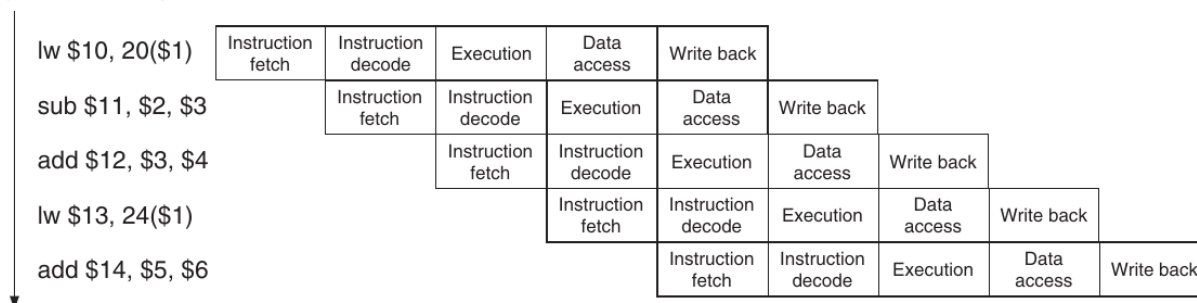 lw $10, 20($1) Instruction fetch Instruction decode Execution Data access Write back
sub $11, $2, $3 Instruction fetch Instruction decode Execution Data access Write back
add $12, $3, $4 Instruction fetch Instruction decode Execution Data access Write back
lw $13, 24($1) Instruction fetch Instruction decode Execution Data access Write back
add $14, $5, $6 Instruction fetch Instruction decode Execution Data access Write back